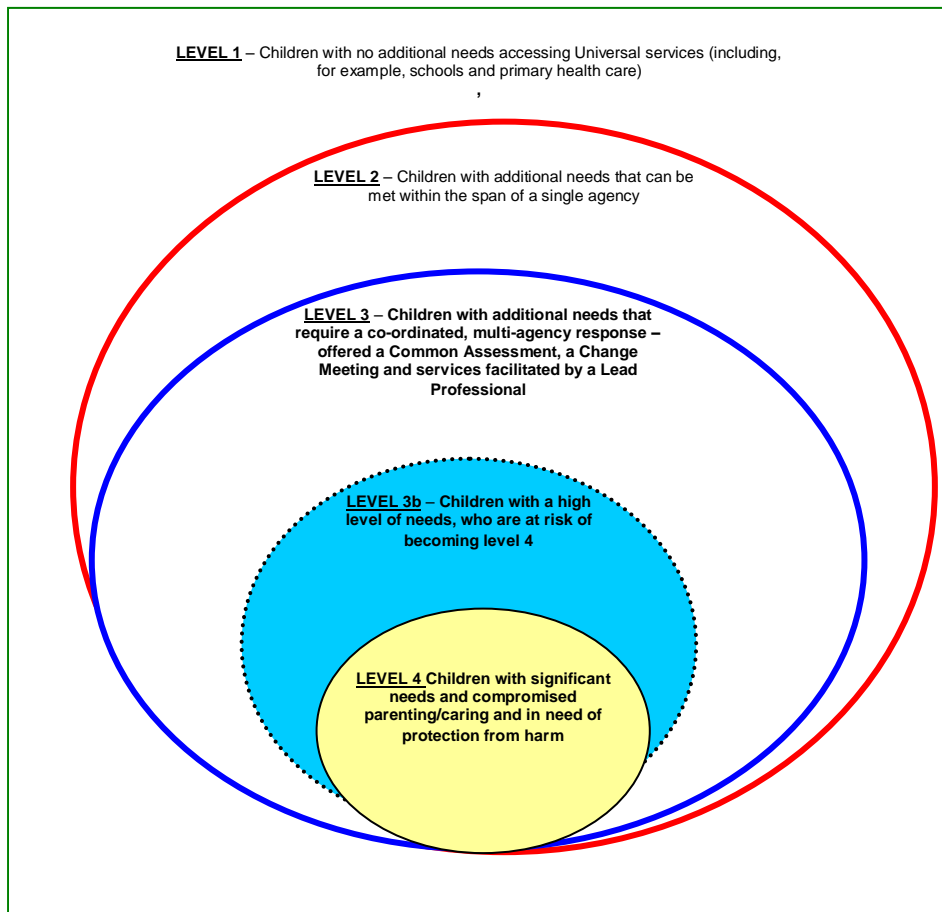 LEVEL 1 – Children with no additional needs accessing Universal services (including,
for example, schools and primary health care)
,
LEVEL 2 – Children with additional needs that can be
met within the span of a single agency
LEVEL 3 – Children with additional needs that
require a co-ordinated, multi-agency response –
offered a Common Assessment, a Change
Meeting and services facilitated by a Lead
Professional
LEVEL 3b – Children with a high
level of needs, who are at risk of
becoming level 4
LEVEL 4 Children with significant
needs and compromised
parenting/caring and in need of
protection from harm